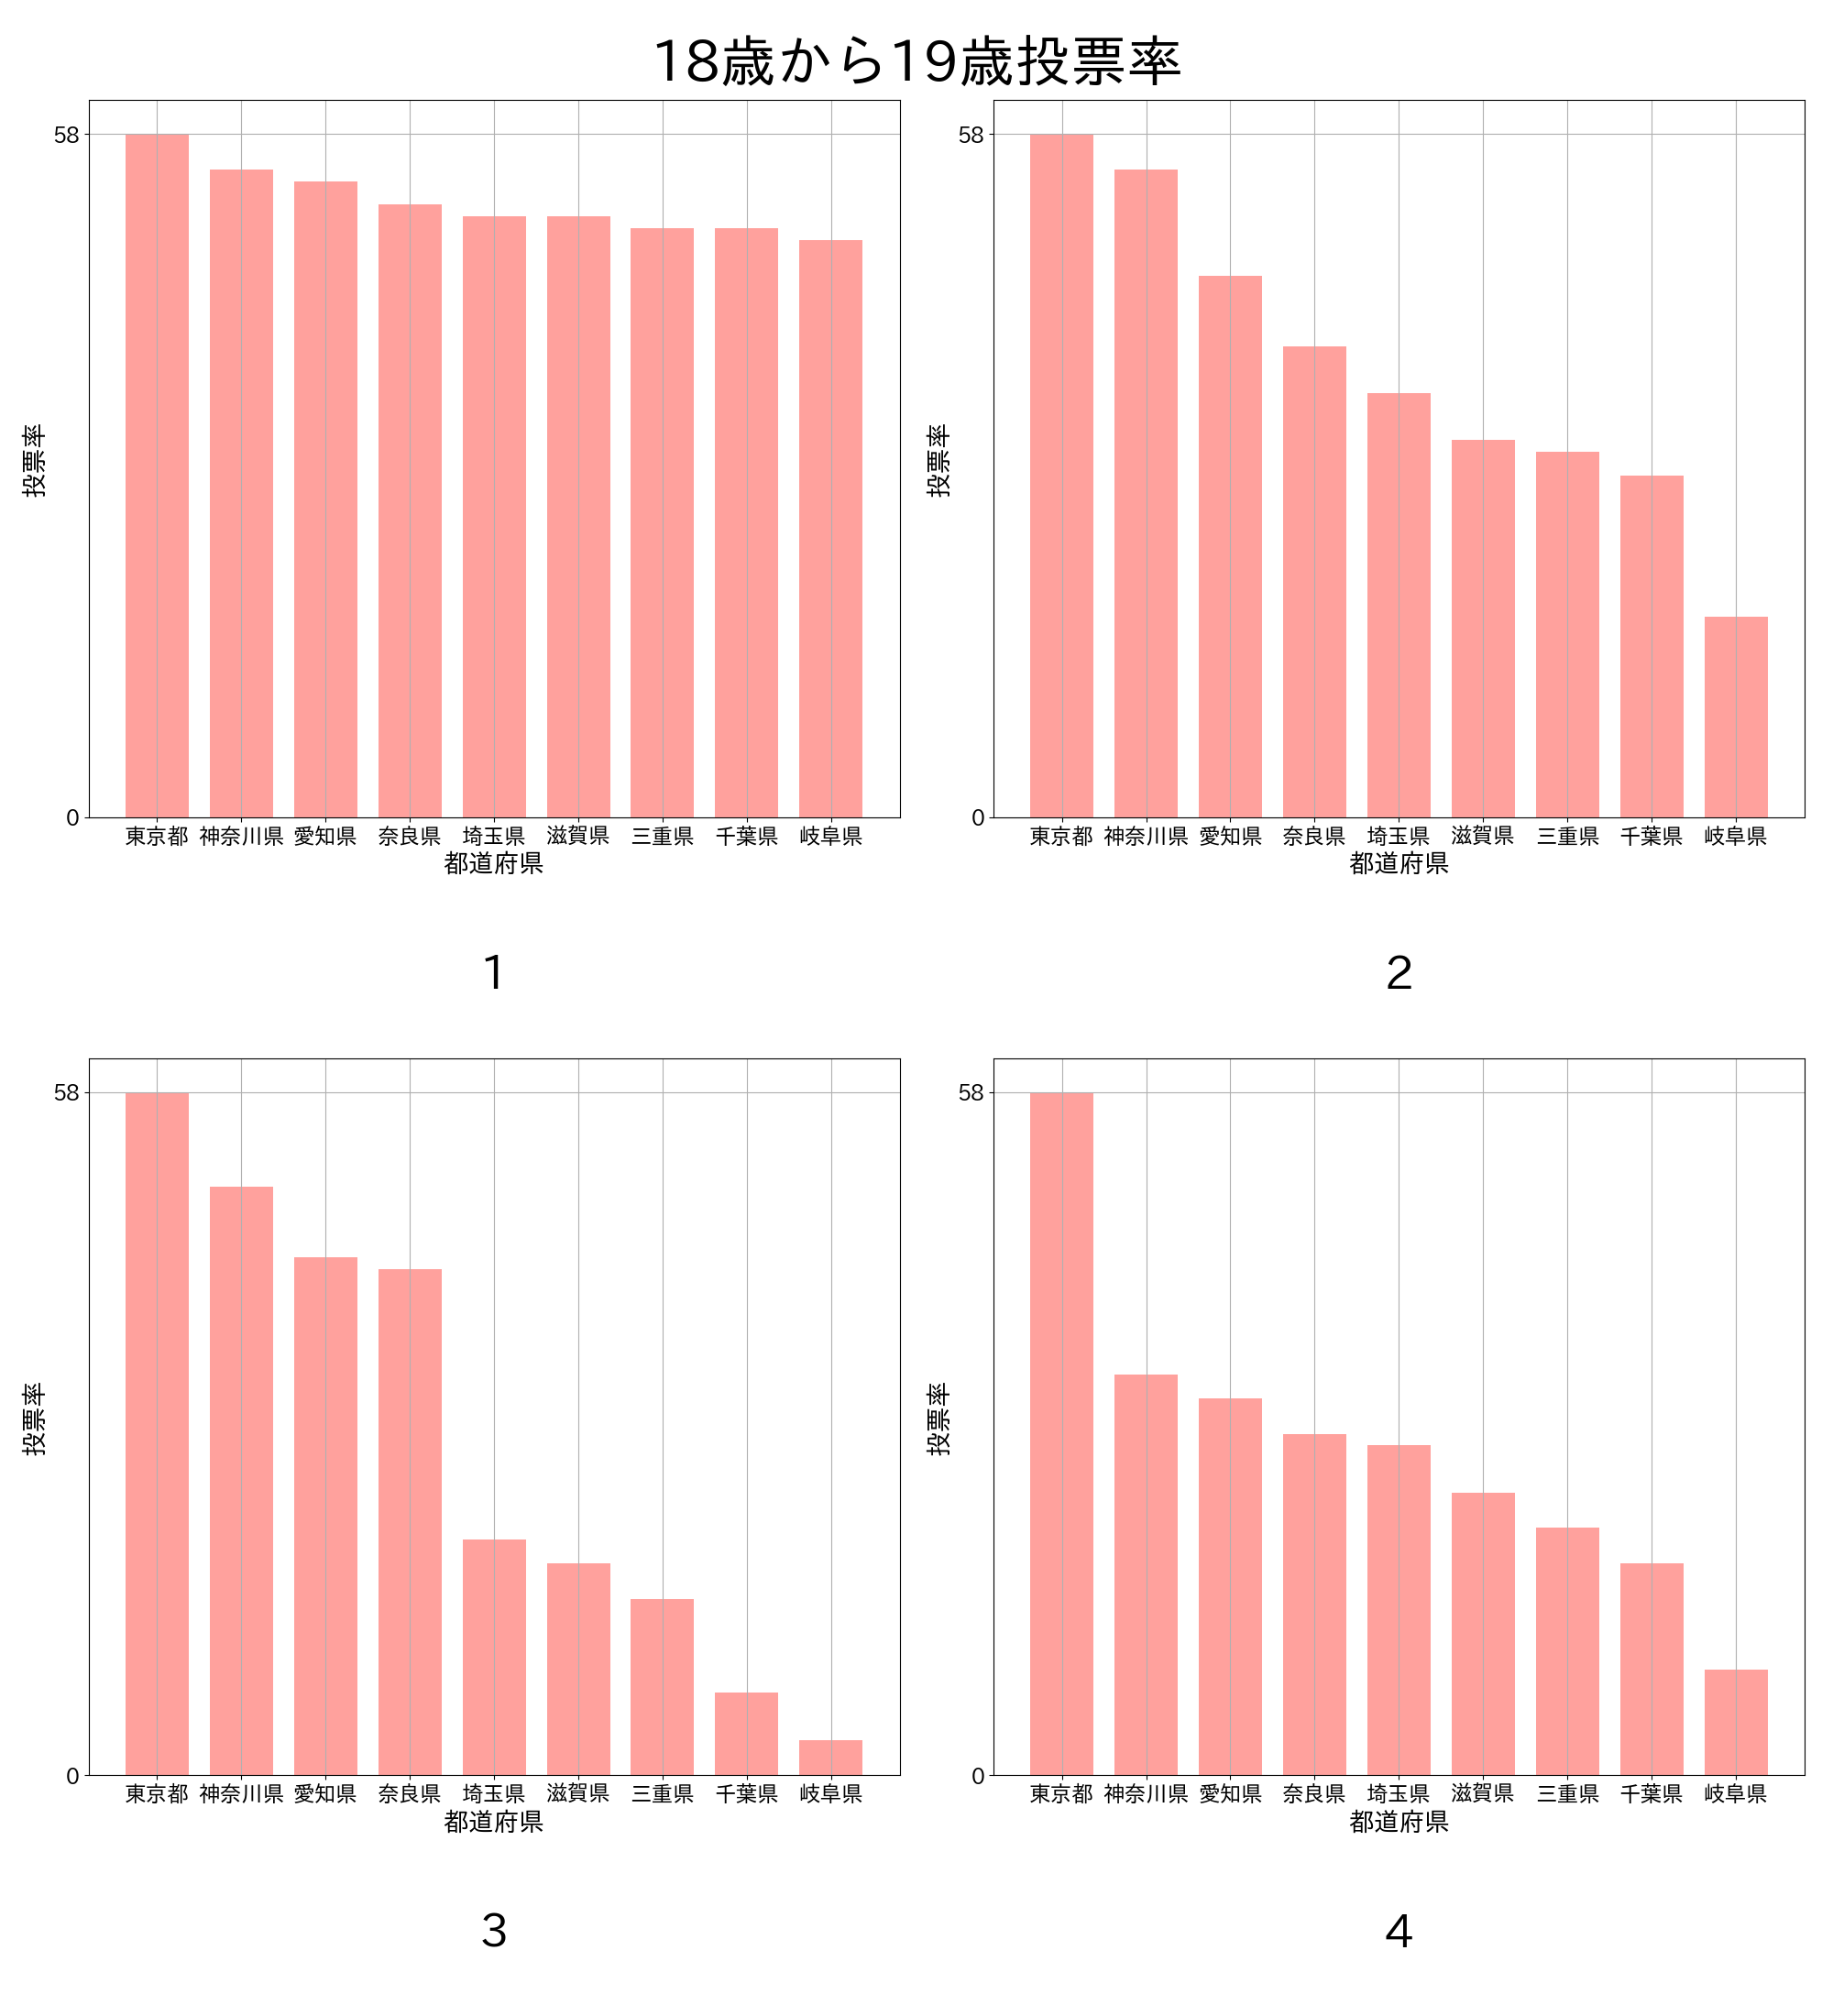 18歳から19歳投票率
58
0
投票率
東京都 神奈川県 愛知県 奈良県 埼玉県 滋賀県 三重県 千葉県 岐阜県
都道府県
1
58
0
投票率
東京都 神奈川県 愛知県 奈良県 埼玉県 滋賀県 三重県 千葉県 岐阜県
都道府県
2
58
0
投票率
東京都 神奈川県 愛知県 奈良県 埼玉県 滋賀県 三重県 千葉県 岐阜県
都道府県
3
58
0
投票率
東京都 神奈川県 愛知県 奈良県 埼玉県 滋賀県 三重県 千葉県 岐阜県
都道府県
4